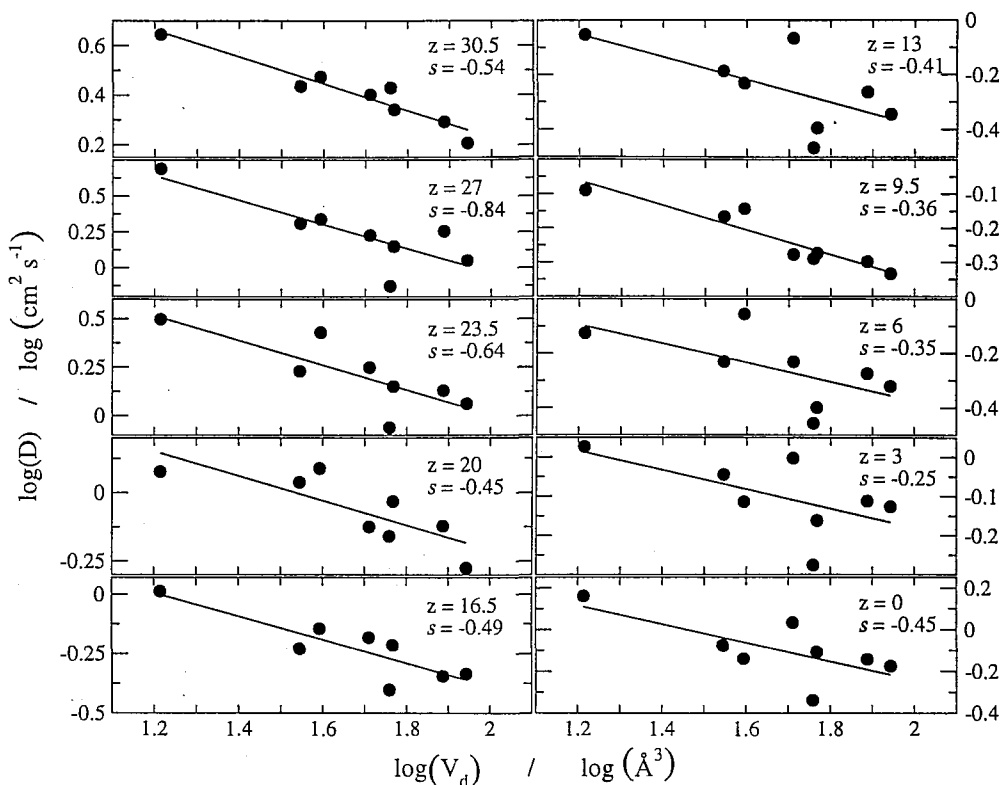 0.6
0.4
0.2
z = 30.5
s = -0.54
0
-0.2
-0.4
z = 13
s = -0.41
0.5
0.25
0
z = 27
s = -0.84
-0.1
-0.2
-0.3
z = 9.5
s = -0.36
0.5
0.25
0
z = 23.5
s = -0.64
0
-0.2
-0.4
z = 6
s = -0.35
0
-0.25
z = 20
s = -0.45
0
-0.1
-0.2
z = 3
s = -0.25
0
-0.25
-0.5
z = 16.5
s = -0.49
0.2
0
-0.2
-0.4
z = 0
s = -0.45
1.2 1.4 1.6 1.8 2
1.2 1.4 1.6 1.8 2
log(D) / log (cm² s⁻¹)
log(V_d) / log (Å³)